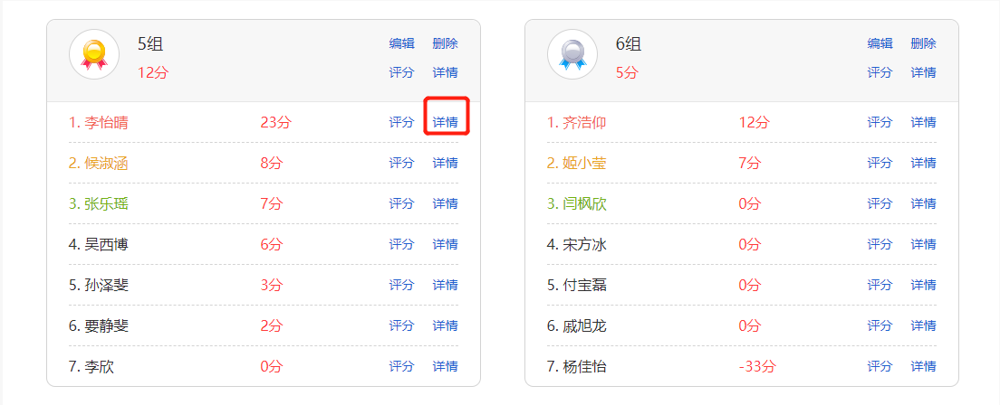 5组 编辑 删除
12分 评分 详情
1. 李怡晴 23分 评分 详情
2. 候淑涵 8分 评分 详情
3. 张乐瑶 7分 评分 详情
4. 吴西博 6分 评分 详情
5. 孙泽斐 3分 评分 详情
6. 要静斐 2分 评分 详情
7. 李欣 0分 评分 详情
6组 编辑 删除
5分 评分 详情
1. 齐浩仰 12分 评分 详情
2. 姬小莹 7分 评分 详情
3. 闫枫欣 0分 评分 详情
4. 宋方冰 0分 评分 详情
5. 付宝磊 0分 评分 详情
6. 戚旭龙 0分 评分 详情
7. 杨佳怡 -33分 评分 详情